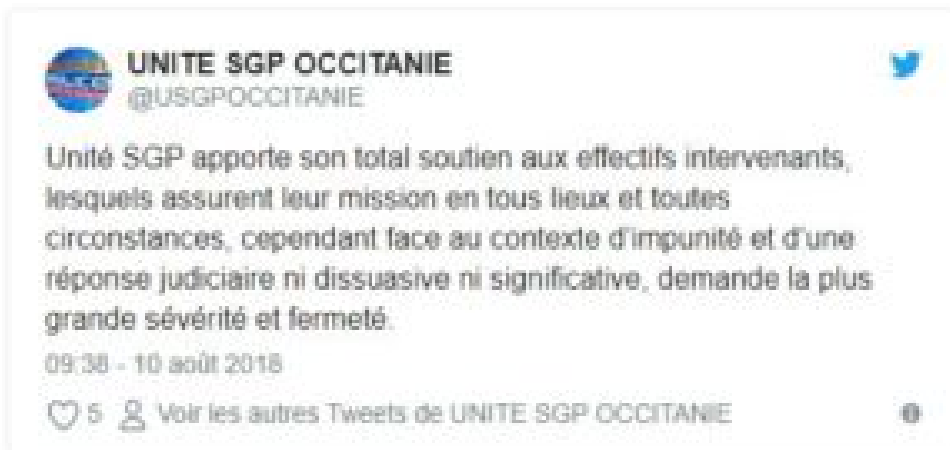 UNITE SGP OCCITANIE
@USGPOCCITANIE
Unité SGP apporte son total soutien aux effectifs intervenants,
lesquels assurent leur mission en tous lieux et toutes
circonstances, cependant face au contexte d'impunité et d'une
réponse judiciaire ni dissuasive ni significative, demande la plus
grande sévérité et fermeté.
09:38 - 10 août 2018
5 Voir les autres Tweets de UNITE SGP OCCITANIE